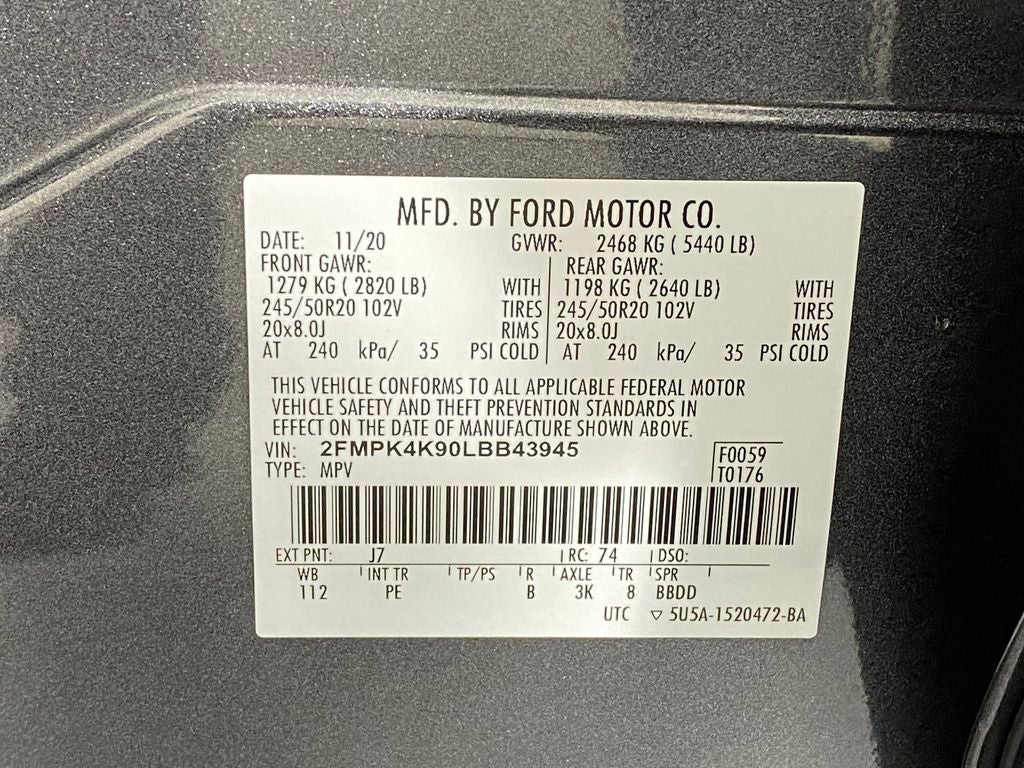 MFD. BY FORD MOTOR CO.
DATE: 11/20 GVWR: 2468 KG ( 5440 LB)
FRONT GAWR: REAR GAWR:
1279 KG ( 2820 LB) WITH 1198 KG ( 2640 LB) WITH
245/50R20 102V TIRES 245/50R20 102V TIRES
20x8.0J RIMS 20x8.0J RIMS
AT 240 kPa/ 35 PSI COLD AT 240 kPa/ 35 PSI COLD
THIS VEHICLE CONFORMS TO ALL APPLICABLE FEDERAL MOTOR
VEHICLE SAFETY AND THEFT PREVENTION STANDARDS IN
EFFECT ON THE DATE OF MANUFACTURE SHOWN ABOVE.
VIN: 2FMPK4K90LBB43945 F0059
TYPE: MPV T0176
EXT PNT: J7 RC: 74 DSO:
WB INT TR TP/PS R AXLE TR SPR
112 PE B 3K 8 BBDD
UTC ▽ 5U5A-1520472-BA